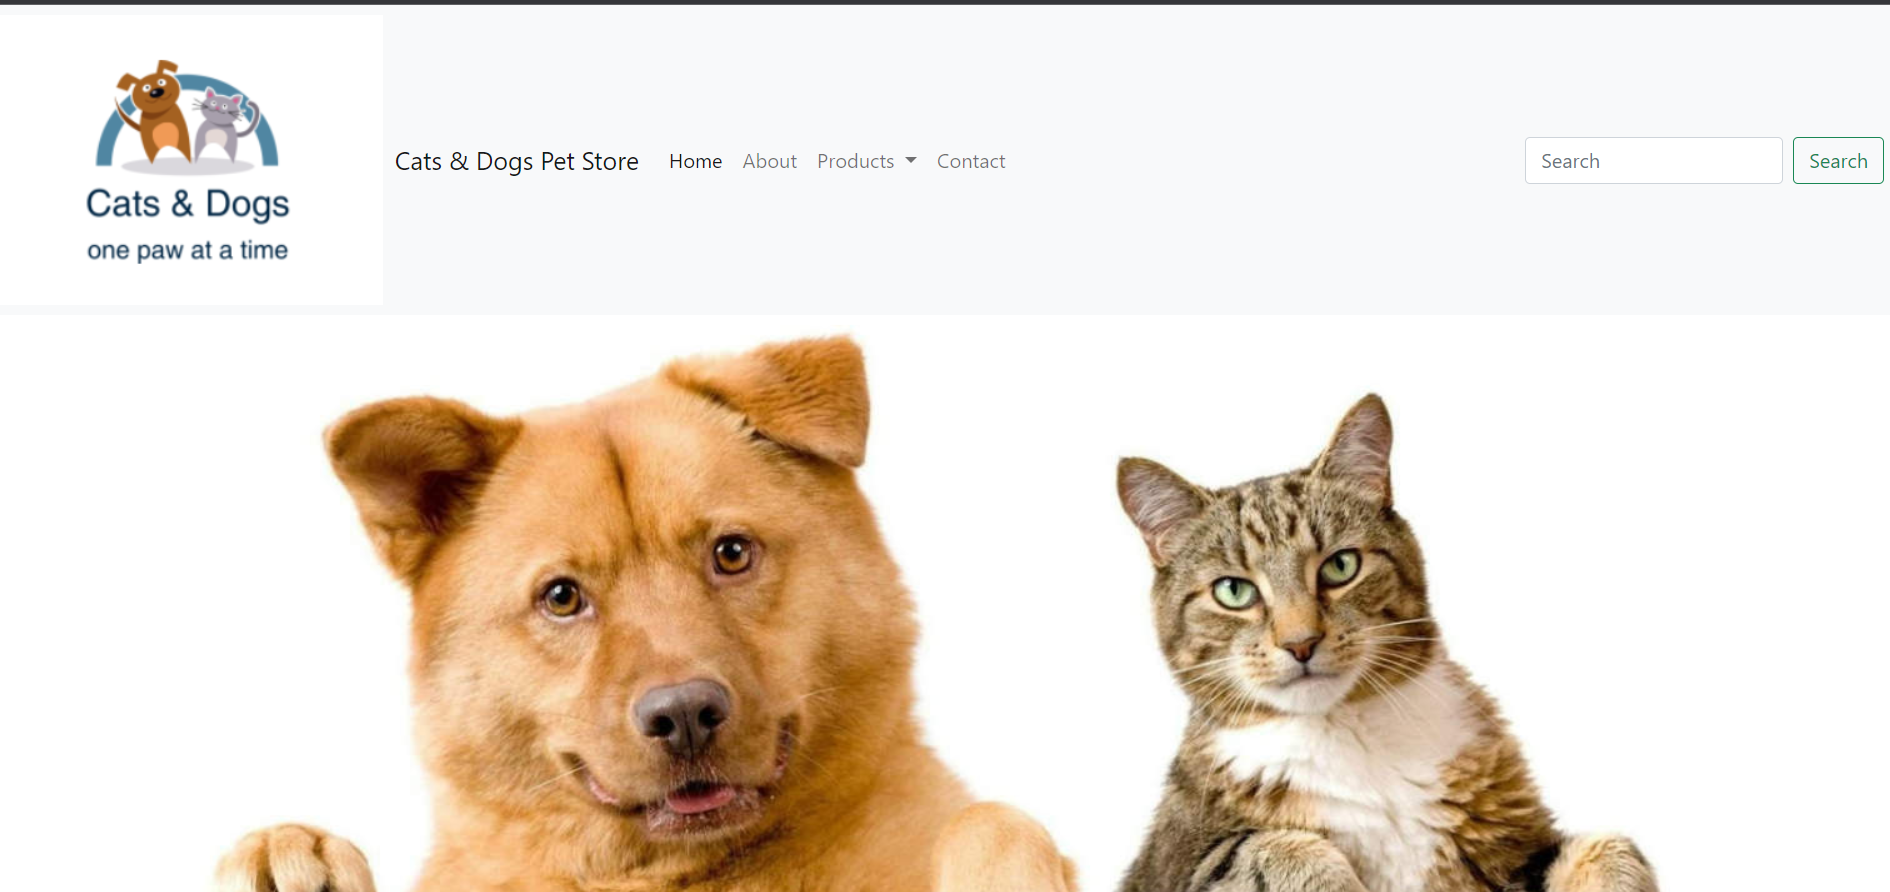 Cats & Dogs
one paw at a time
Cats & Dogs Pet Store Home About Products Contact Search Search